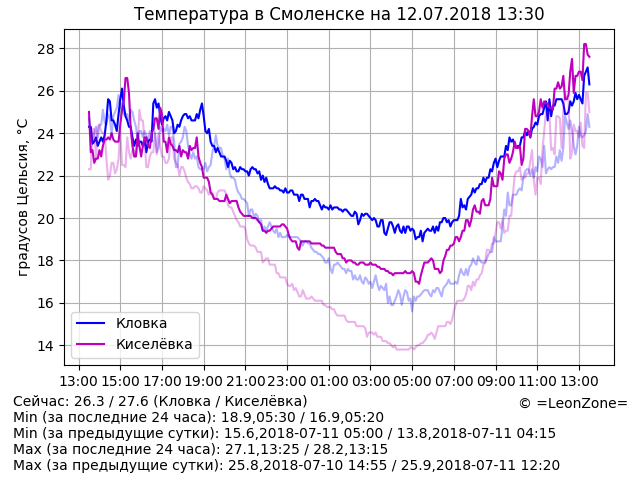 Температура в Смоленске на 12.07.2018 13:30
градусов Цельсия, °C
28
26
24
22
20
18
16
14
Кловка
Киселёвка
13:00 15:00 17:00 19:00 21:00 23:00 01:00 03:00 05:00 07:00 09:00 11:00 13:00
Сейчас: 26.3 / 27.6 (Кловка / Киселёвка)
© =LeonZone=
Min (за последние 24 часа): 18.9,05:30 / 16.9,05:20
Min (за предыдущие сутки): 15.6,2018-07-11 05:00 / 13.8,2018-07-11 04:15
Max (за последние 24 часа): 27.1,13:25 / 28.2,13:15
Max (за предыдущие сутки): 25.8,2018-07-10 14:55 / 25.9,2018-07-11 12:20